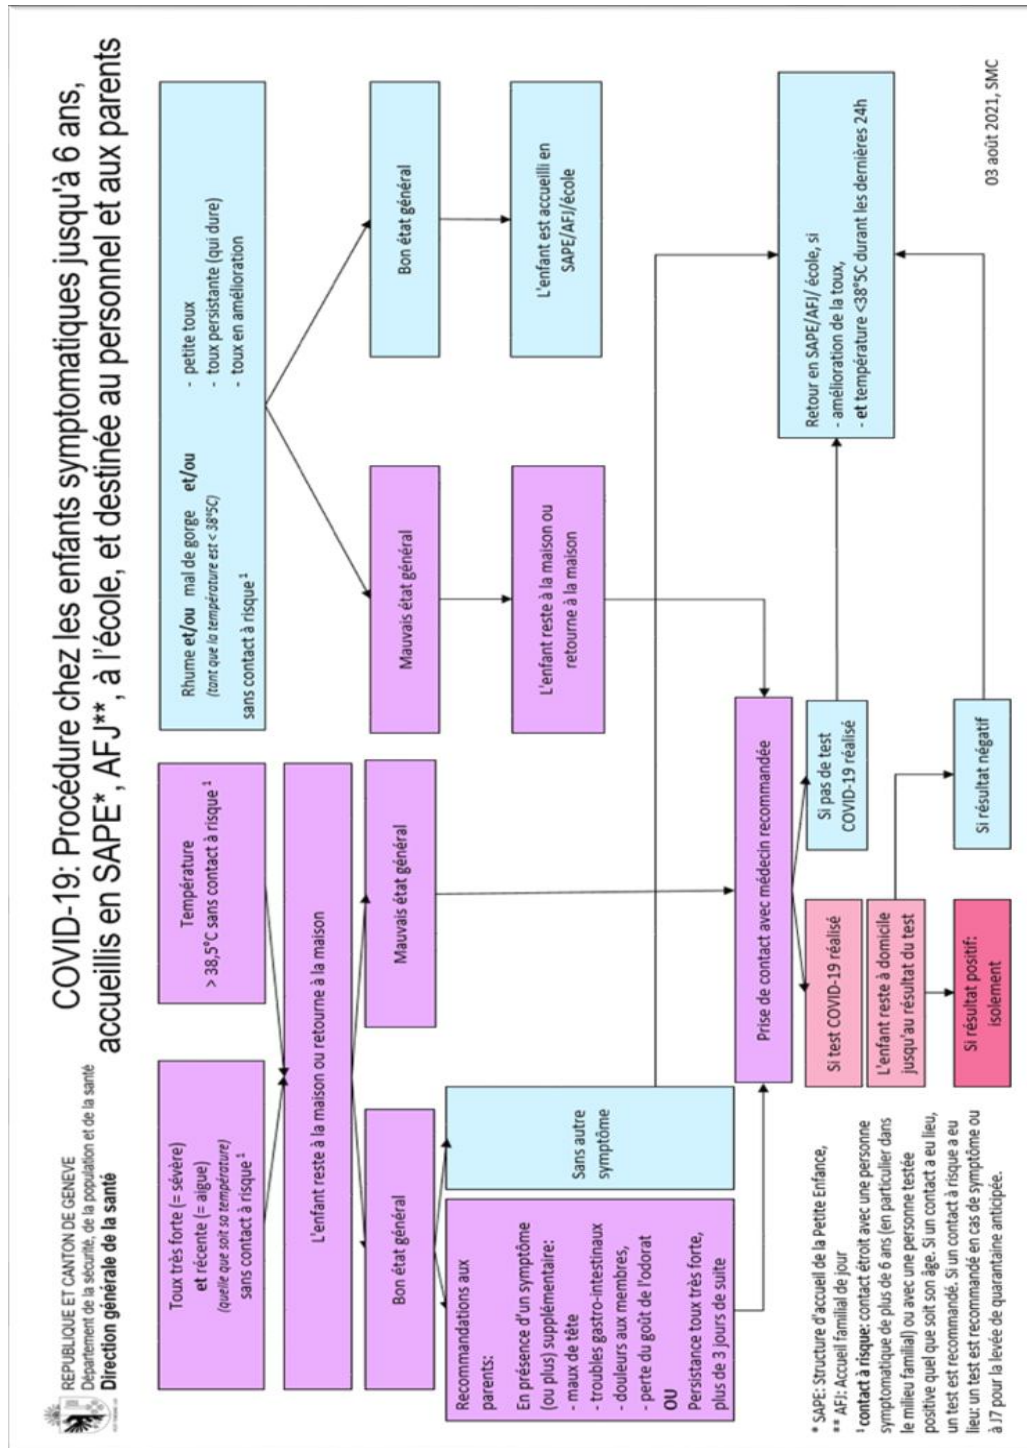 REPUBLIQUE ET CANTON DE GENEVE
Département de la sécurité, de la population et de la santé
Direction générale de la santé
COVID-19: Procédure chez les enfants symptomatiques jusqu'à 6 ans,
accueillis en SAPE*, AFJ**, à l'école, et destinée au personnel et aux parents
Toux très forte (= sévère)
et récente (= aigue)
(quelle que soit sa température)
sans contact à risque ¹
Température
> 38,5°C sans contact à risque ¹
Rhume et/ou mal de gorge et/ou
(tant que la température est < 38°5C)
sans contact à risque ¹
- petite toux
- toux persistante (qui dure)
- toux en amélioration
L'enfant reste à la maison ou retourne à la maison
Bon état général
Mauvais état général
Mauvais état général
Bon état général
Recommandations aux
parents:
En présence d'un symptôme
(ou plus) supplémentaire:
- maux de tête
- troubles gastro-intestinaux
- douleurs aux membres,
- perte du goût de l'odorat
OU
Persistance toux très forte,
plus de 3 jours de suite
Sans autre
symptôme
L'enfant reste à la maison ou
retourne à la maison
L'enfant est accueilli en
SAPE/AFJ/école
Prise de contact avec médecin recommandée
Si test COVID-19 réalisé
Si pas de test
COVID-19 réalisé
Retour en SAPE/AFJ/ école, si
- amélioration de la toux,
- et température <38°5C durant les dernières 24h
L'enfant reste à domicile
jusqu'au résultat du test
Si résultat positif:
isolement
Si résultat négatif
* SAPE: Structure d'accueil de la Petite Enfance,
** AFJ: Accueil familial de jour
¹ contact à risque: contact étroit avec une personne
symptomatique de plus de 6 ans (en particulier dans
le milieu familial) ou avec une personne testée
positive quel que soit son âge. Si un contact a eu lieu,
un test est recommandé. Si un contact à risque a eu
lieu: un test est recommandé en cas de symptôme ou
à J7 pour la levée de quarantaine anticipée.
03 août 2021, SMC